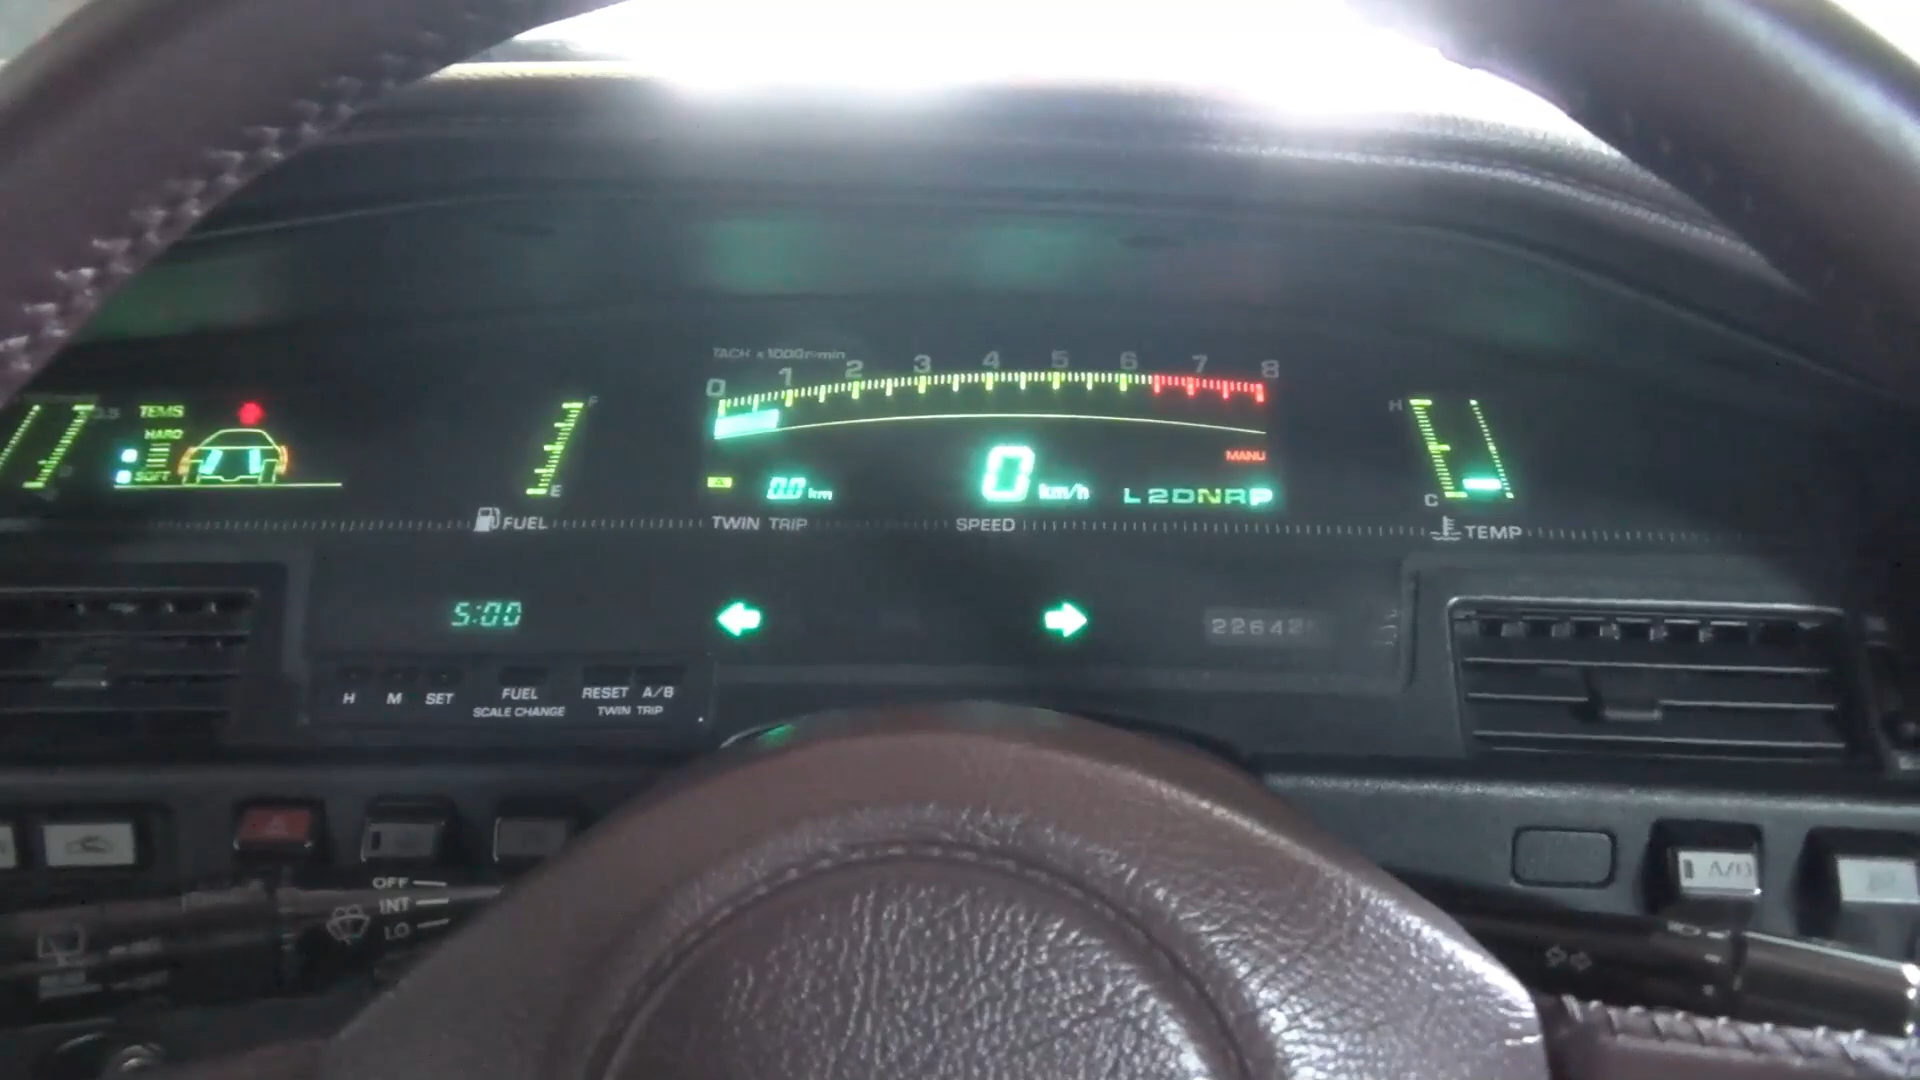 TACH ×1000r/min
0 1 2 3 4 5 6 7 8
TEMS
HARD
SOFT
F
E
MANU
0.0 km
0 km/h
L 2 D N R P
H
C
FUEL
TWIN TRIP
SPEED
TEMP
5:00
H M SET
FUEL
SCALE CHANGE
RESET A/B
TWIN TRIP
OFF
INT
LO